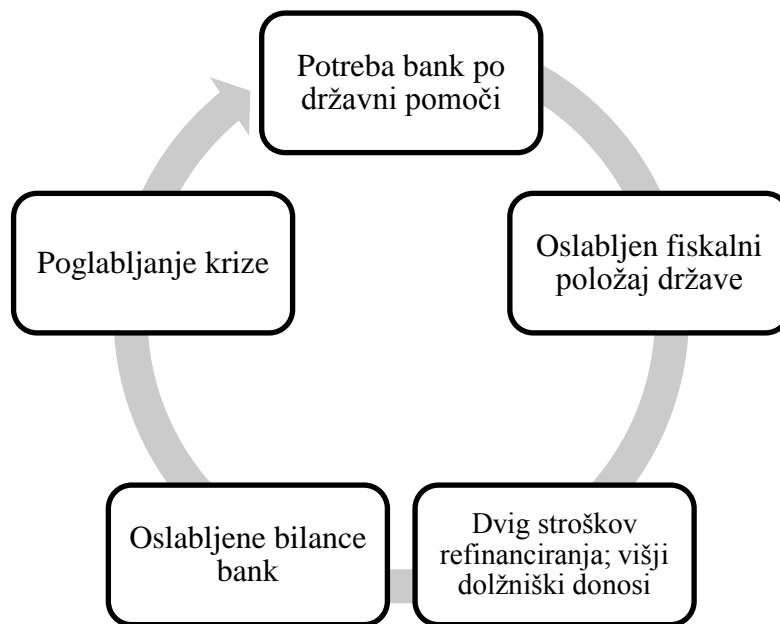 Potreba bank po
državni pomoči
Oslabljen fiskalni
položaj države
Dvig stroškov
refinanciranja; višji
dolžniški donosi
Oslabljene bilance
bank
Poglabljanje krize